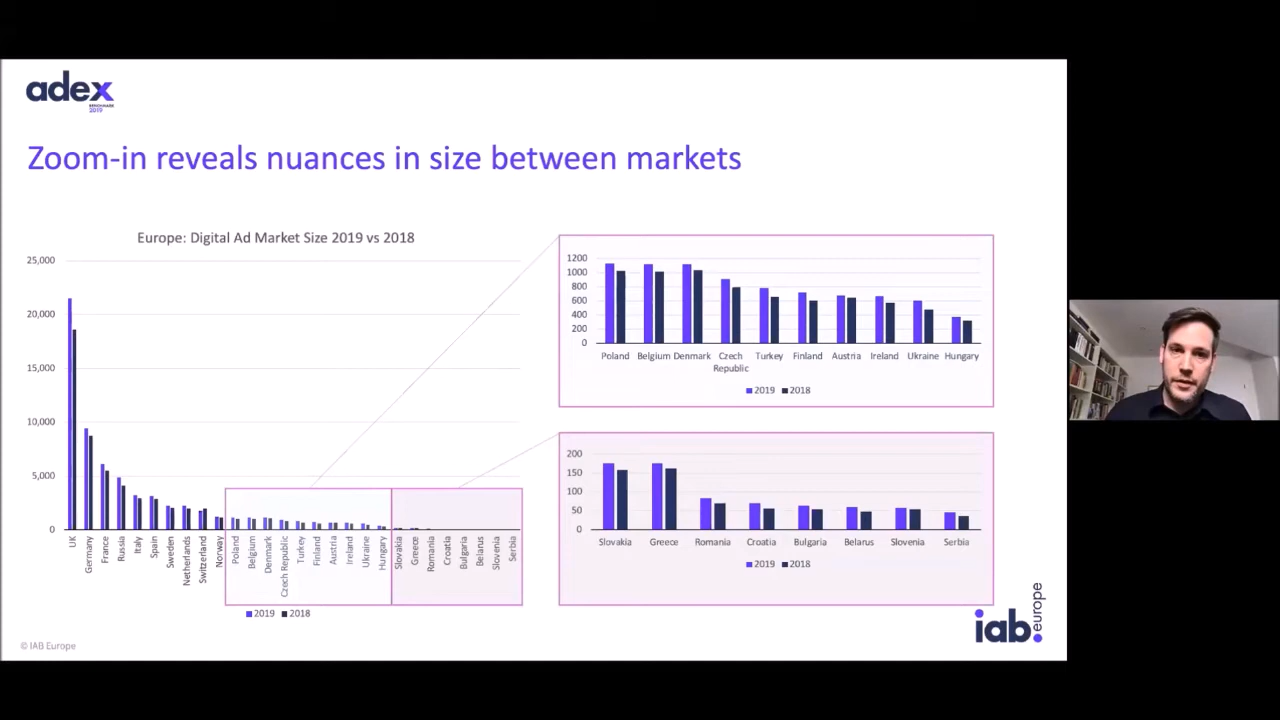 adex
BENCHMARK
2019
Zoom-in reveals nuances in size between markets
Europe: Digital Ad Market Size 2019 vs 2018
25,000
20,000
15,000
10,000
5,000
0
UK
Germany
France
Russia
Italy
Spain
Sweden
Netherlands
Switzerland
Norway
Poland
Belgium
Denmark
Czech Republic
Turkey
Finland
Austria
Ireland
Ukraine
Hungary
Slovakia
Greece
Romania
Croatia
Bulgaria
Belarus
Slovenia
Serbia
2019 2018
1200
1000
800
600
400
200
0
Poland Belgium Denmark Czech Turkey Finland Austria Ireland Ukraine Hungary
Republic
2019 2018
200
150
100
50
0
Slovakia Greece Romania Croatia Bulgaria Belarus Slovenia Serbia
2019 2018
iab.
europe
© IAB Europe